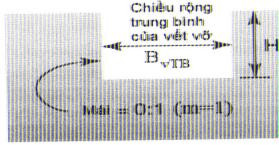 Chiều rộng
trung bình
của vết vỡ
B vTB
H
Mái = 0:1 (m=1)